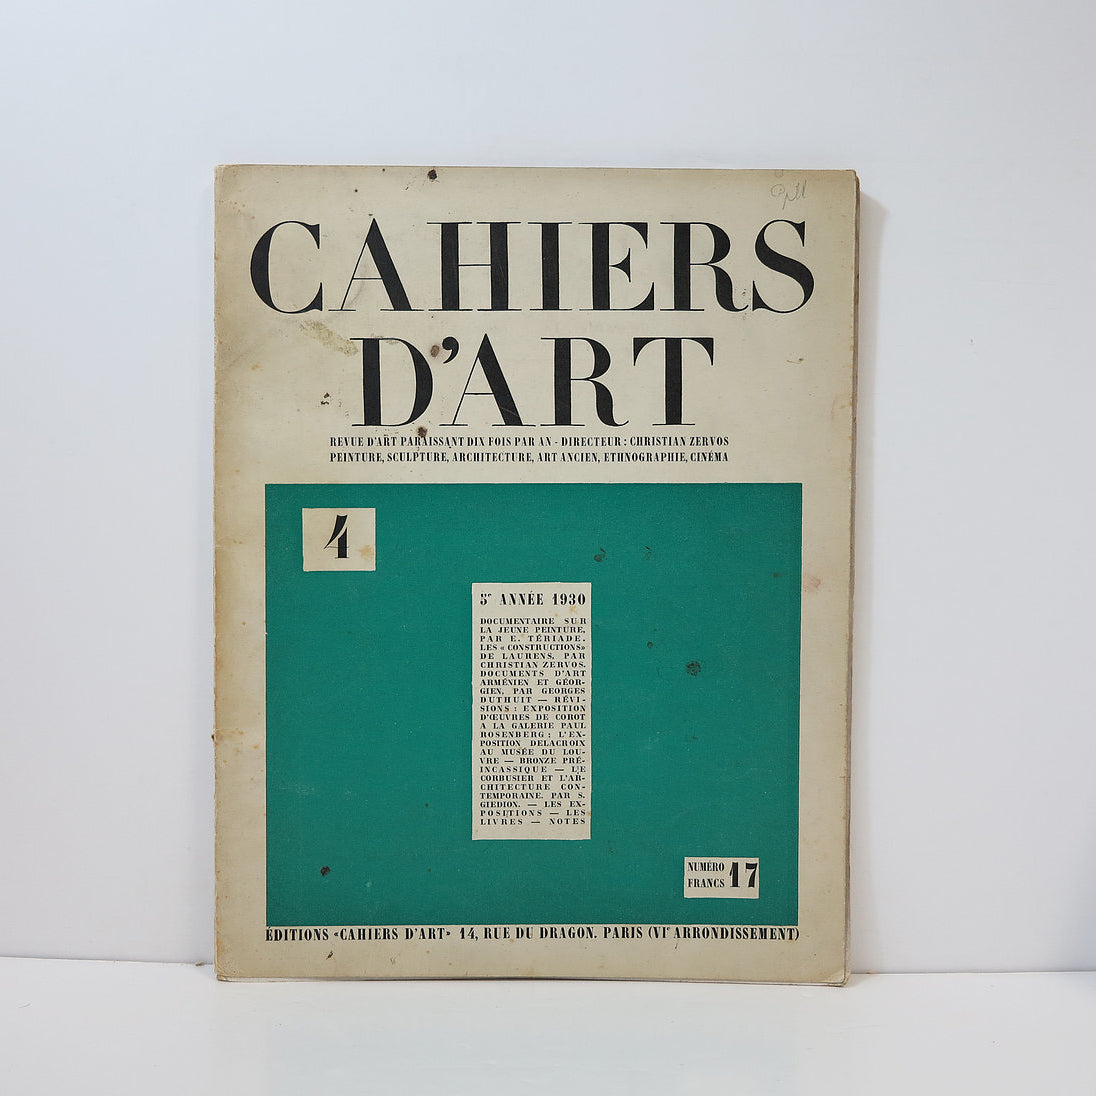 CAHIERS
D'ART
REVUE D'ART PARAISSANT DIX FOIS PAR AN - DIRECTEUR : CHRISTIAN ZERVOS
PEINTURE, SCULPTURE, ARCHITECTURE, ART ANCIEN, ETHNOGRAPHIE, CINÉMA
4
5e ANNÉE 1930
DOCUMENTAIRE SUR
LA JEUNE PEINTURE,
PAR E. TÉRIADE.
LES « CONSTRUCTIONS»
DE LAURENS, PAR
CHRISTIAN ZERVOS.
DOCUMENTS D'ART
ARMÉNIEN ET GÉOR-
GIEN, PAR GEORGES
DUTHUIT — RÉVI-
SIONS : EXPOSITION
D'ŒUVRES DE COROT
A LA GALERIE PAUL
ROSENBERG ; L'EX-
POSITION DELACROIX
AU MUSÉE DU LOU-
VRE — BRONZE PRÉ-
INCASSIQUE — LE
CORBUSIER ET L'AR-
CHITECTURE CON-
TEMPORAINE. PAR S.
GIEDION. — LES EX-
POSITIONS — LES
LIVRES — NOTES
NUMÉRO
FRANCS 17
ÉDITIONS «CAHIERS D'ART» 14, RUE DU DRAGON. PARIS (VIe ARRONDISSEMENT)